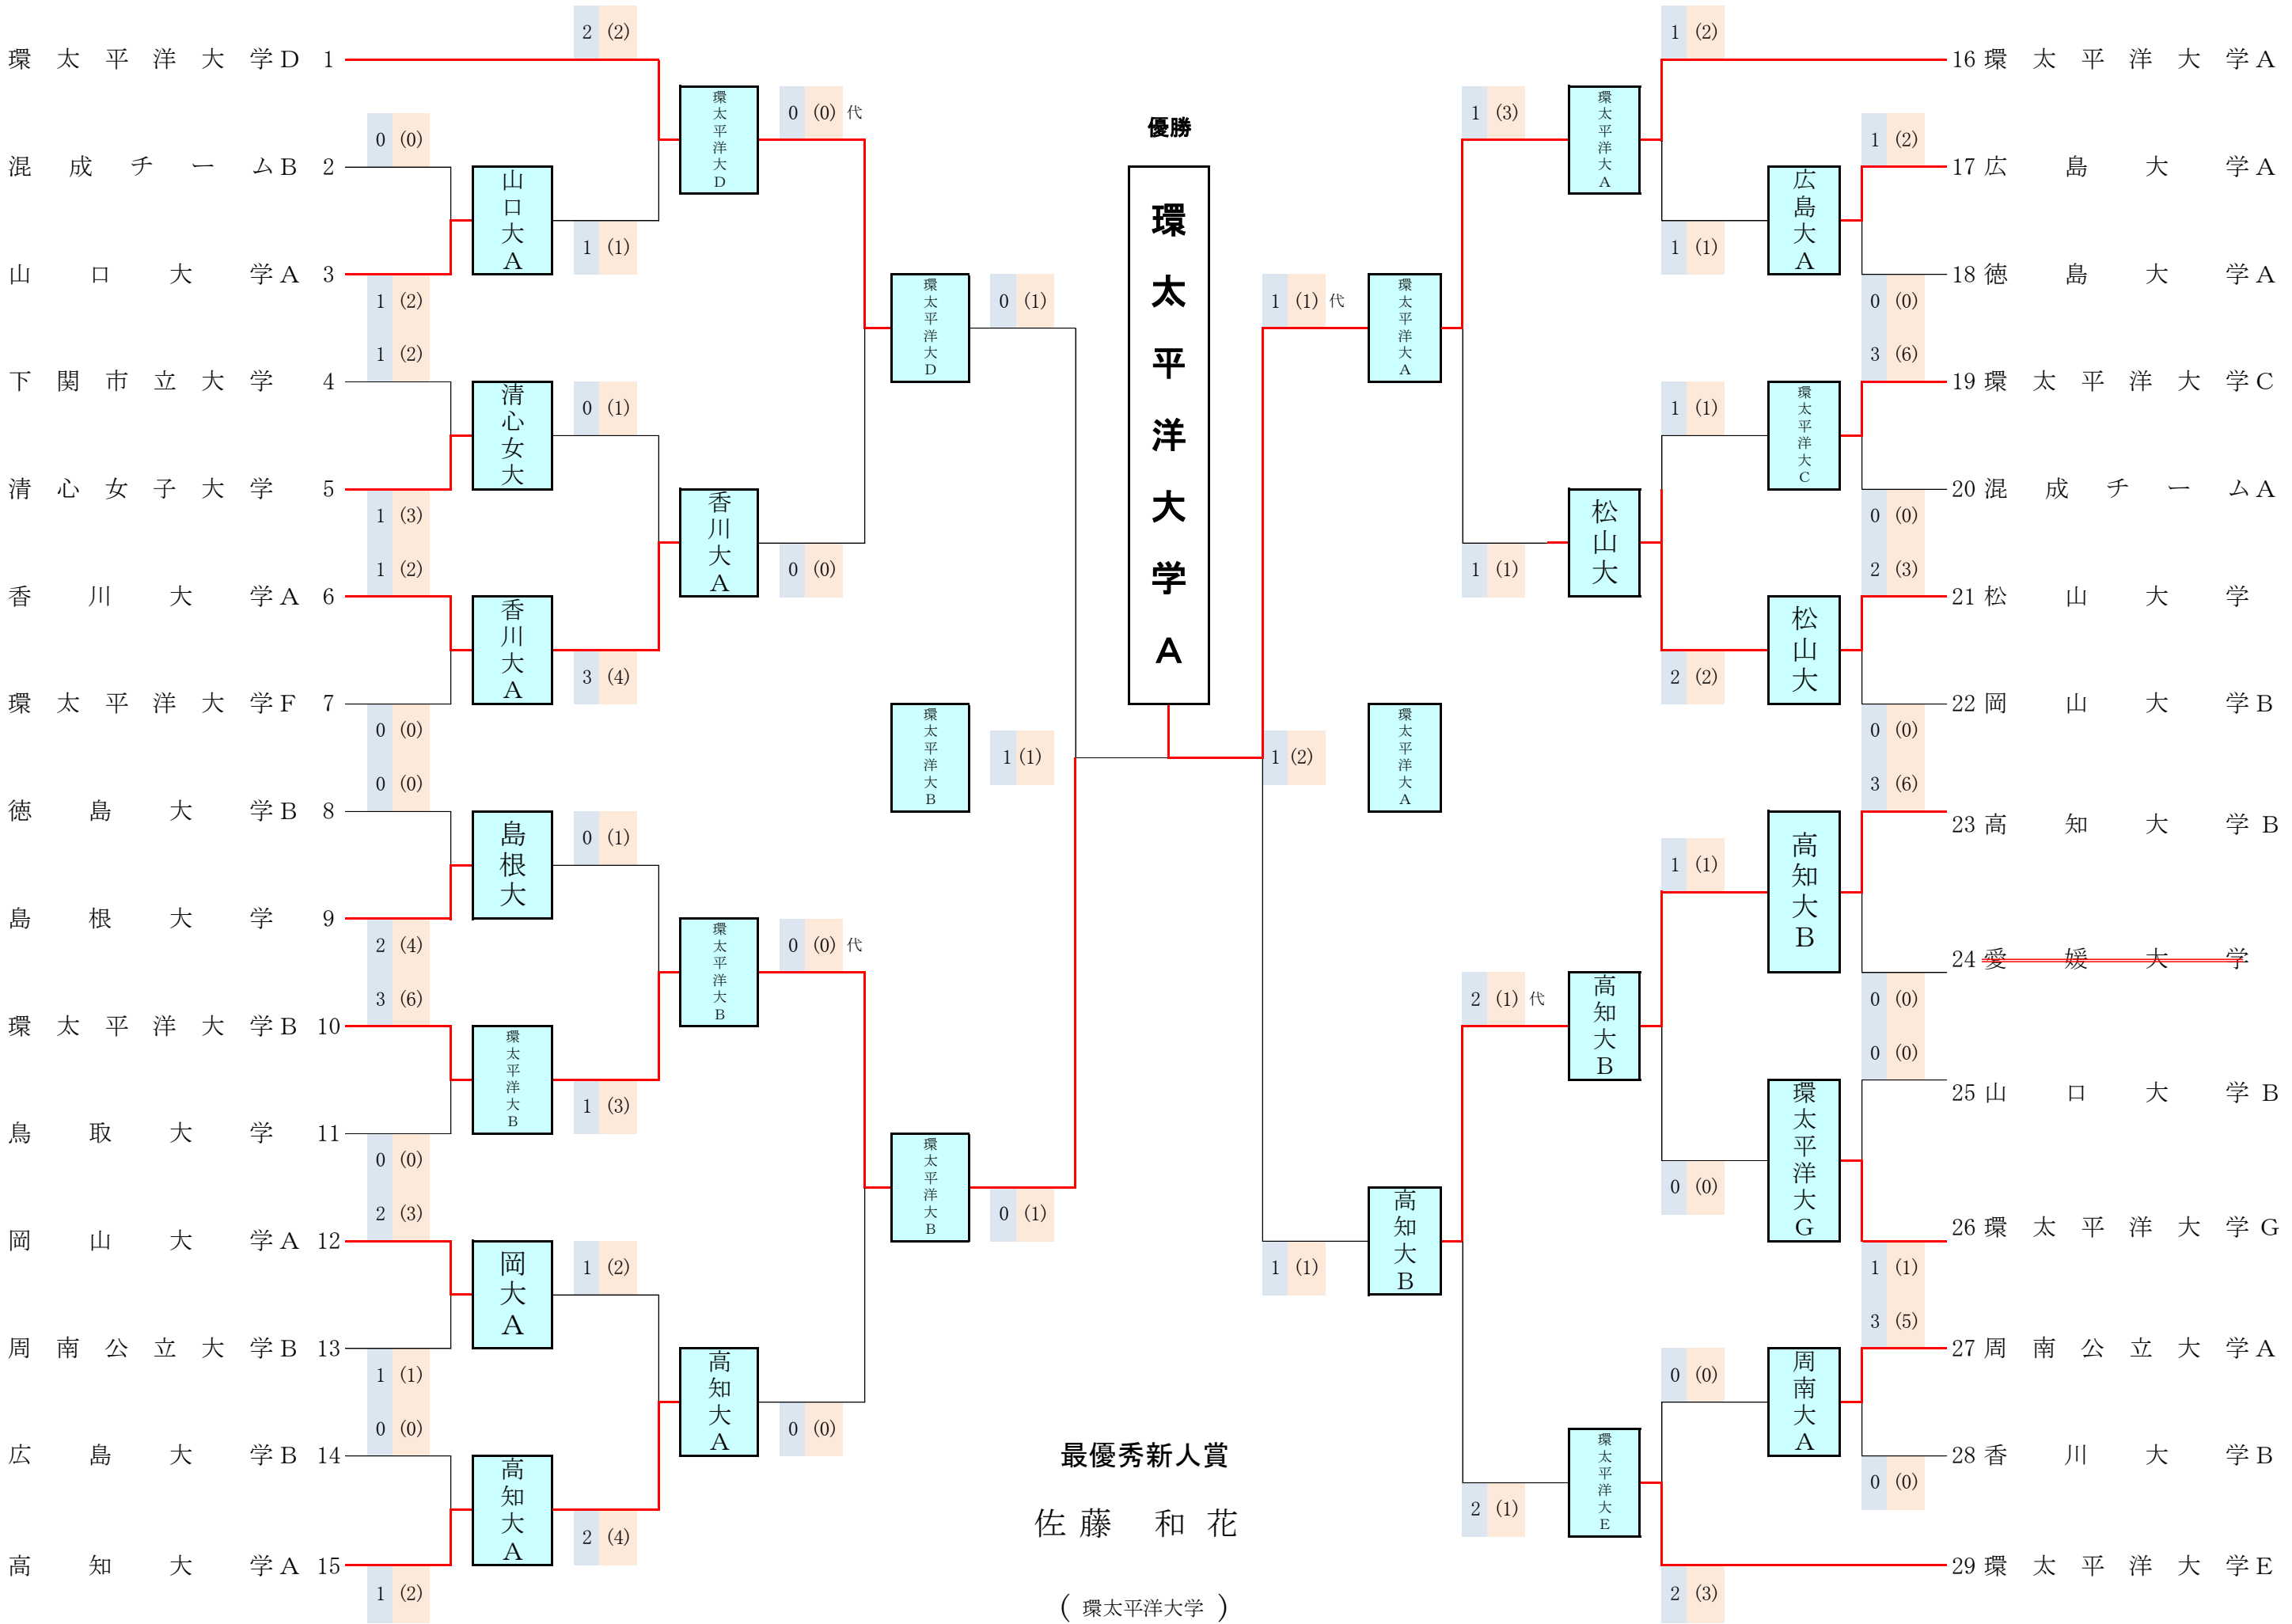 環太平洋大学D 1
混成チームB 2
山口大学A 3
下関市立大学 4
清心女子大学 5
香川大学A 6
環太平洋大学F 7
徳島大学B 8
島根大学 9
環太平洋大学B 10
鳥取大学 11
岡山大学A 12
周南公立大学B 13
広島大学B 14
高知大学A 15
0 (0)
1 (2)
1 (2)
1 (3)
1 (2)
0 (0)
0 (0)
2 (4)
3 (6)
0 (0)
2 (3)
1 (1)
0 (0)
1 (2)
山口大A
清心女大
香川大A
島根大
環太平洋大B
岡大A
高知大A
2 (2)
1 (1)
0 (1)
3 (4)
0 (1)
1 (3)
1 (2)
2 (4)
環太平洋大D
香川大A
環太平洋大B
高知大A
0 (0) 代
0 (0)
0 (0) 代
0 (0)
環太平洋大D
環太平洋大B
環太平洋大B
0 (1)
1 (1)
0 (1)
優勝
環太平洋大学A
最優秀新人賞
佐藤 和花
( 環太平洋大学 )
1 (1) 代
1 (2)
1 (1)
環太平洋大A
環太平洋大A
高知大B
1 (3)
1 (1)
2 (1) 代
2 (1)
環太平洋大A
松山大
高知大B
環太平洋大E
1 (2)
1 (1)
1 (1)
2 (2)
1 (1)
0 (0)
0 (0)
2 (3)
広島大A
環太平洋大C
松山大
高知大B
環太平洋大G
周南大A
1 (2)
0 (0)
3 (6)
0 (0)
2 (3)
0 (0)
3 (6)
0 (0)
0 (0)
1 (1)
3 (5)
0 (0)
16 環太平洋大学A
17 広島大学A
18 徳島大学A
19 環太平洋大学C
20 混成チームA
21 松山大学
22 岡山大学B
23 高知大学B
24 愛媛大学
25 山口大学B
26 環太平洋大学G
27 周南公立大学A
28 香川大学B
29 環太平洋大学E